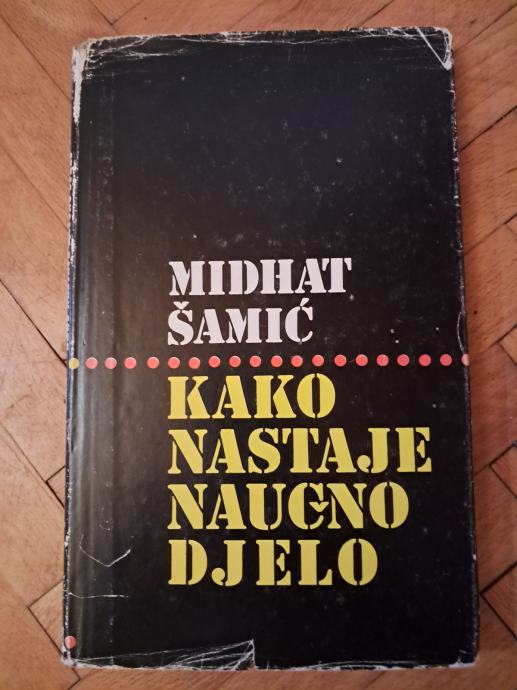 MIDHAT
ŠAMIĆ
KAKO
NASTAJE
NAUČNO
DJELO